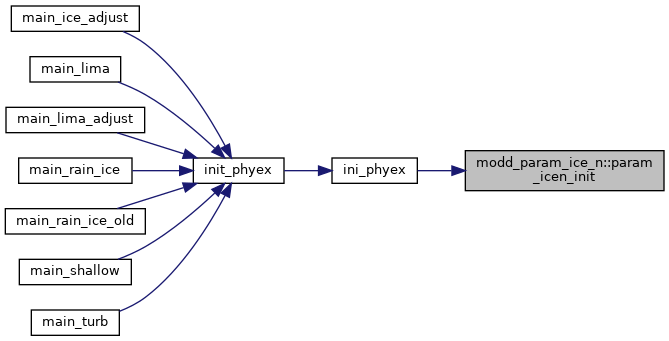 main_ice_adjust
main_lima
main_lima_adjust
main_rain_ice
main_rain_ice_old
main_shallow
main_turb
init_phyex
ini_phyex
modd_param_ice_n::param
_icen_init